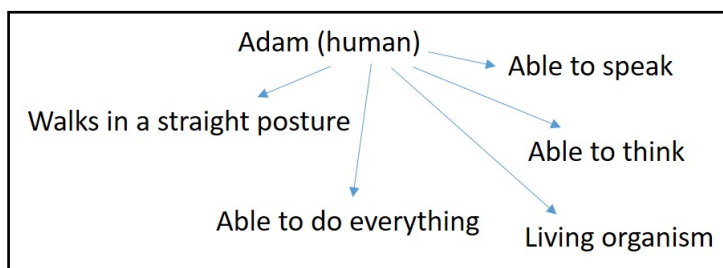 Adam (human)
Able to speak
Walks in a straight posture
Able to think
Able to do everything
Living organism